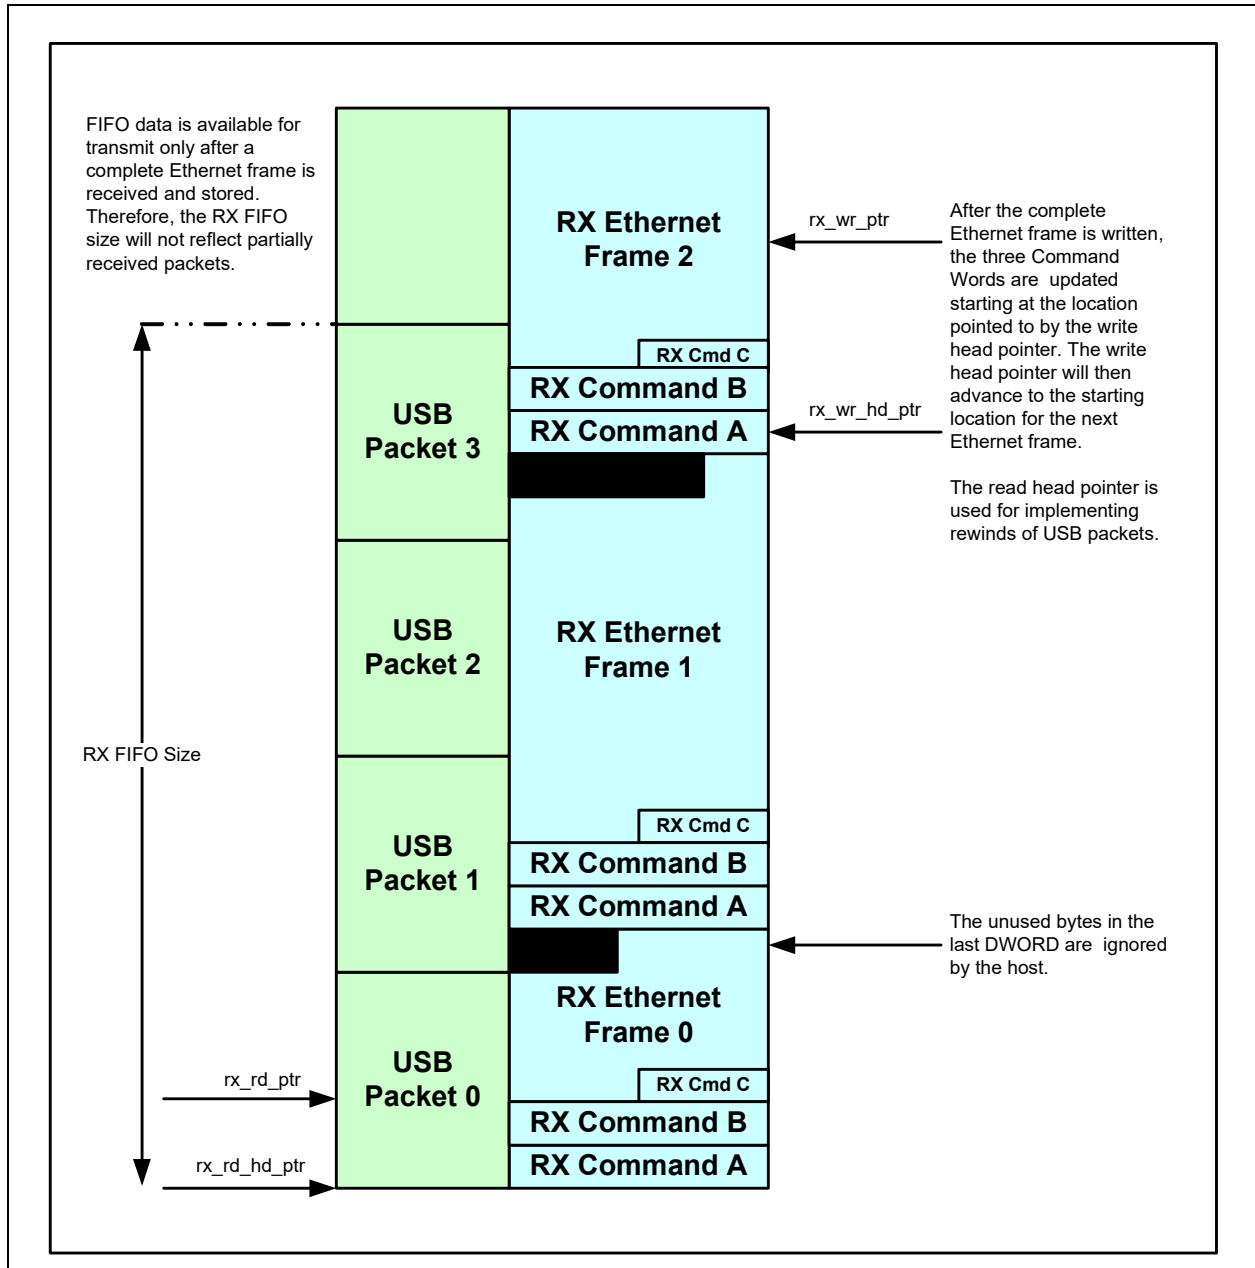 FIFO data is available for
transmit only after a
complete Ethernet frame is
received and stored.
Therefore, the RX FIFO
size will not reflect partially
received packets.
RX Ethernet
Frame 2
rx_wr_ptr
After the complete
Ethernet frame is written,
the three Command
Words are updated
starting at the location
pointed to by the write
head pointer. The write
head pointer will then
advance to the starting
location for the next
Ethernet frame.
The read head pointer is
used for implementing
rewinds of USB packets.
RX Cmd C
RX Command B
RX Command A
rx_wr_hd_ptr
USB
Packet 3
USB
Packet 2
RX Ethernet
Frame 1
RX FIFO Size
USB
Packet 1
RX Cmd C
RX Command B
RX Command A
The unused bytes in the
last DWORD are ignored
by the host.
RX Ethernet
Frame 0
USB
Packet 0
rx_rd_ptr
RX Cmd C
RX Command B
RX Command A
rx_rd_hd_ptr